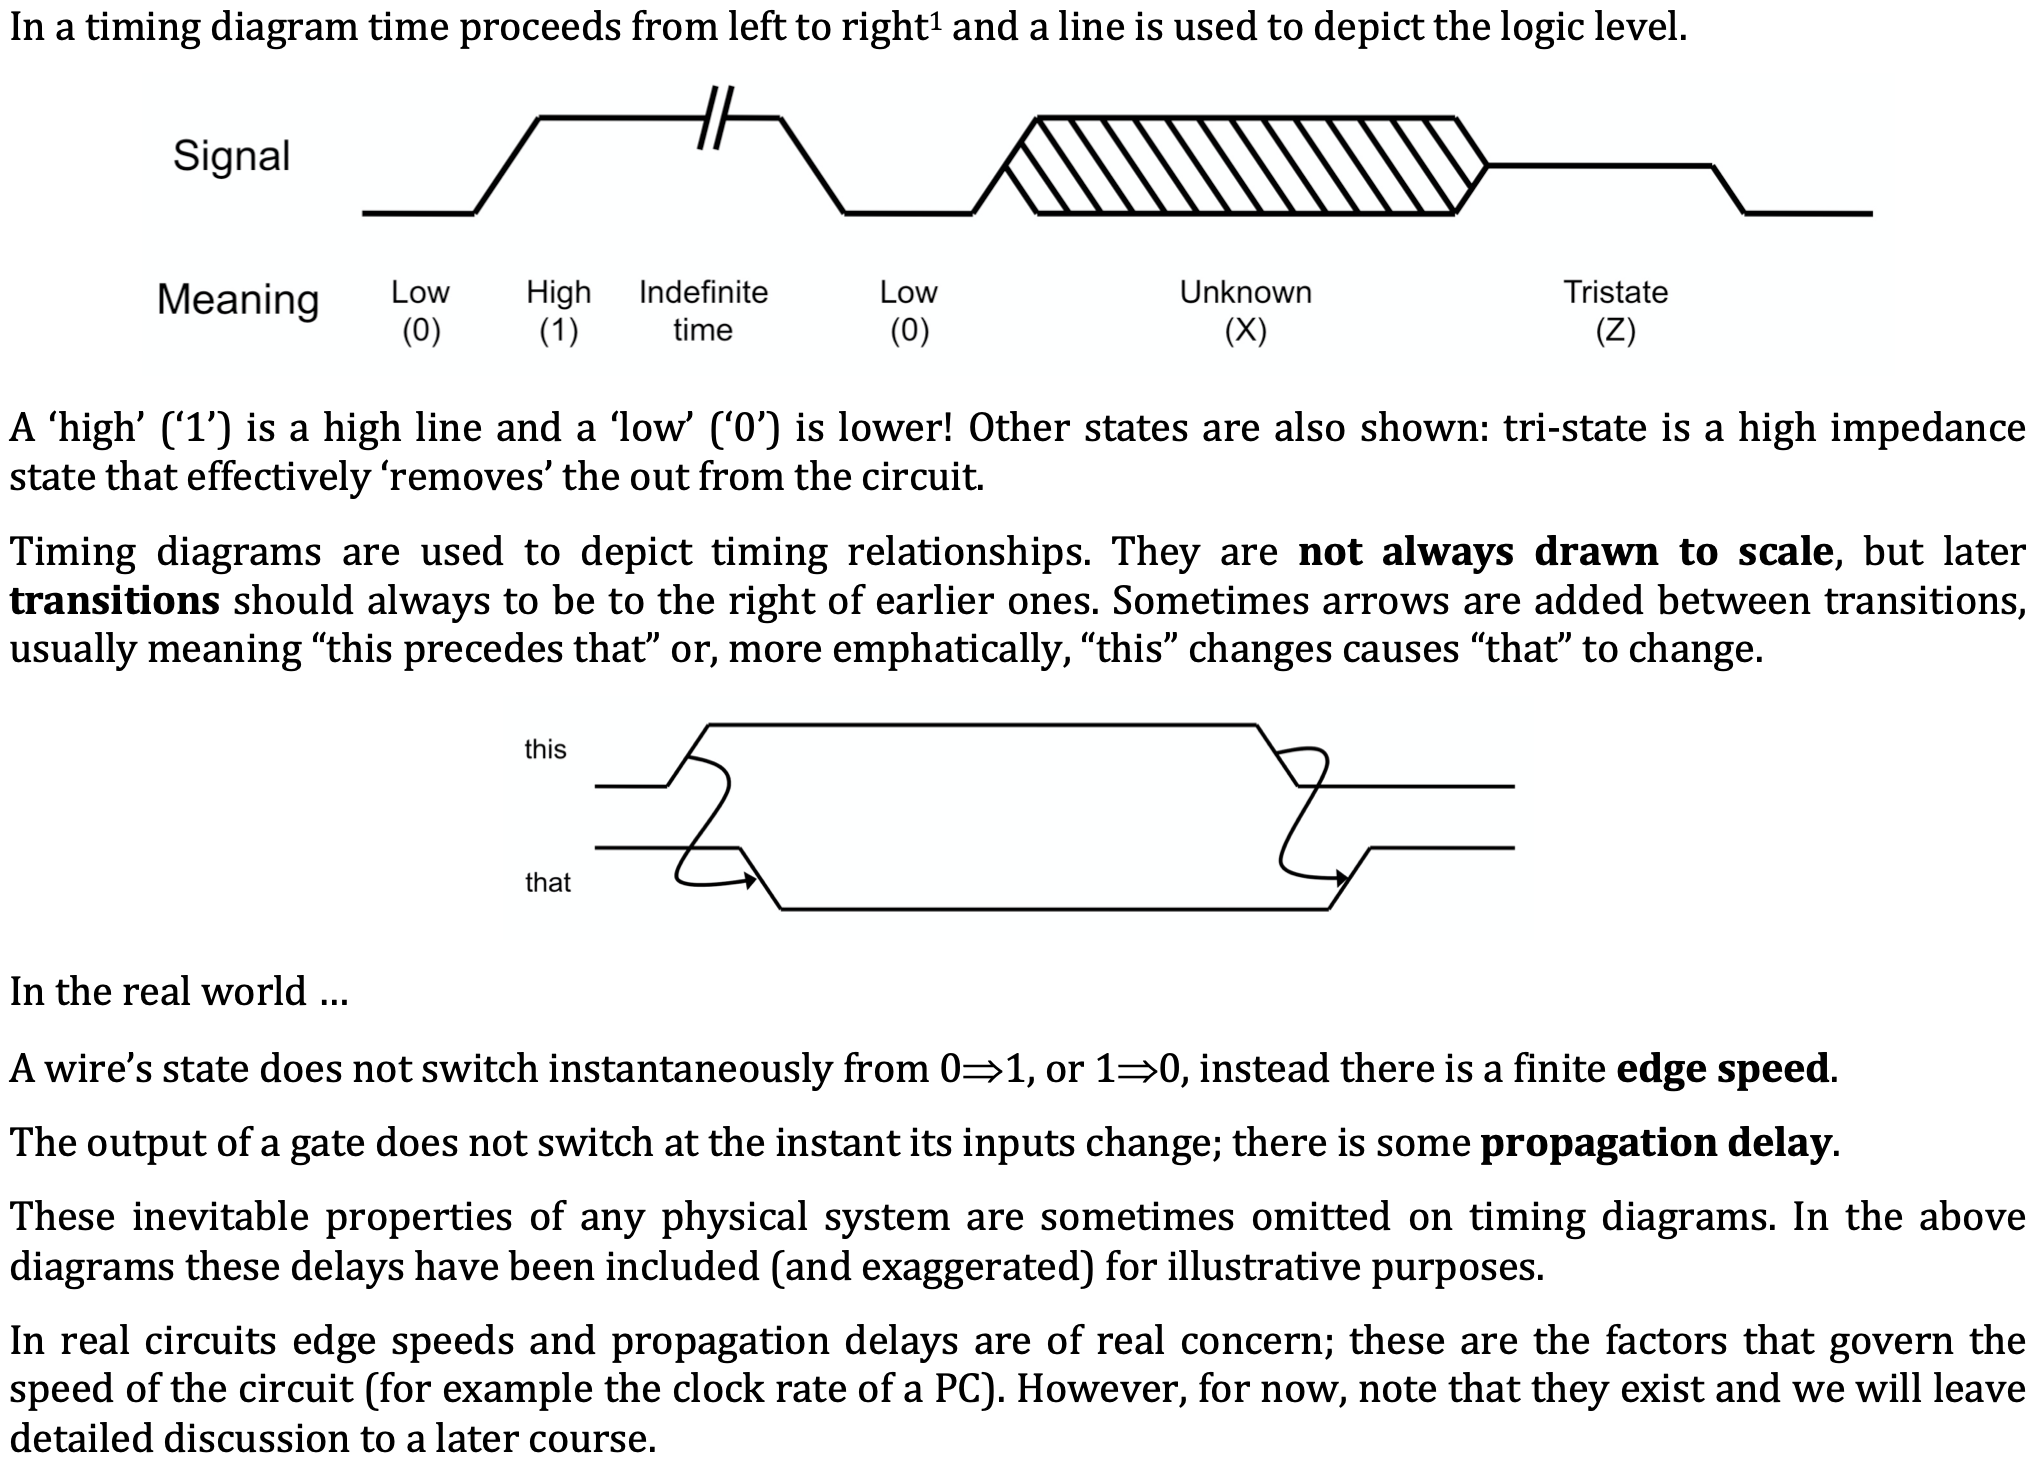 In a timing diagram time proceeds from left to right¹ and a line is used to depict the logic level.
Signal
Meaning
Low
(0)
High
(1)
Indefinite
time
Low
(0)
Unknown
(X)
Tristate
(Z)
A ‘high’ (‘1’) is a high line and a ‘low’ (‘0’) is lower! Other states are also shown: tri-state is a high impedance
state that effectively ‘removes’ the out from the circuit.
Timing diagrams are used to depict timing relationships. They are not always drawn to scale, but later
transitions should always to be to the right of earlier ones. Sometimes arrows are added between transitions,
usually meaning “this precedes that” or, more emphatically, “this” changes causes “that” to change.
this
that
In the real world ...
A wire’s state does not switch instantaneously from 0⇒1, or 1⇒0, instead there is a finite edge speed.
The output of a gate does not switch at the instant its inputs change; there is some propagation delay.
These inevitable properties of any physical system are sometimes omitted on timing diagrams. In the above
diagrams these delays have been included (and exaggerated) for illustrative purposes.
In real circuits edge speeds and propagation delays are of real concern; these are the factors that govern the
speed of the circuit (for example the clock rate of a PC). However, for now, note that they exist and we will leave
detailed discussion to a later course.